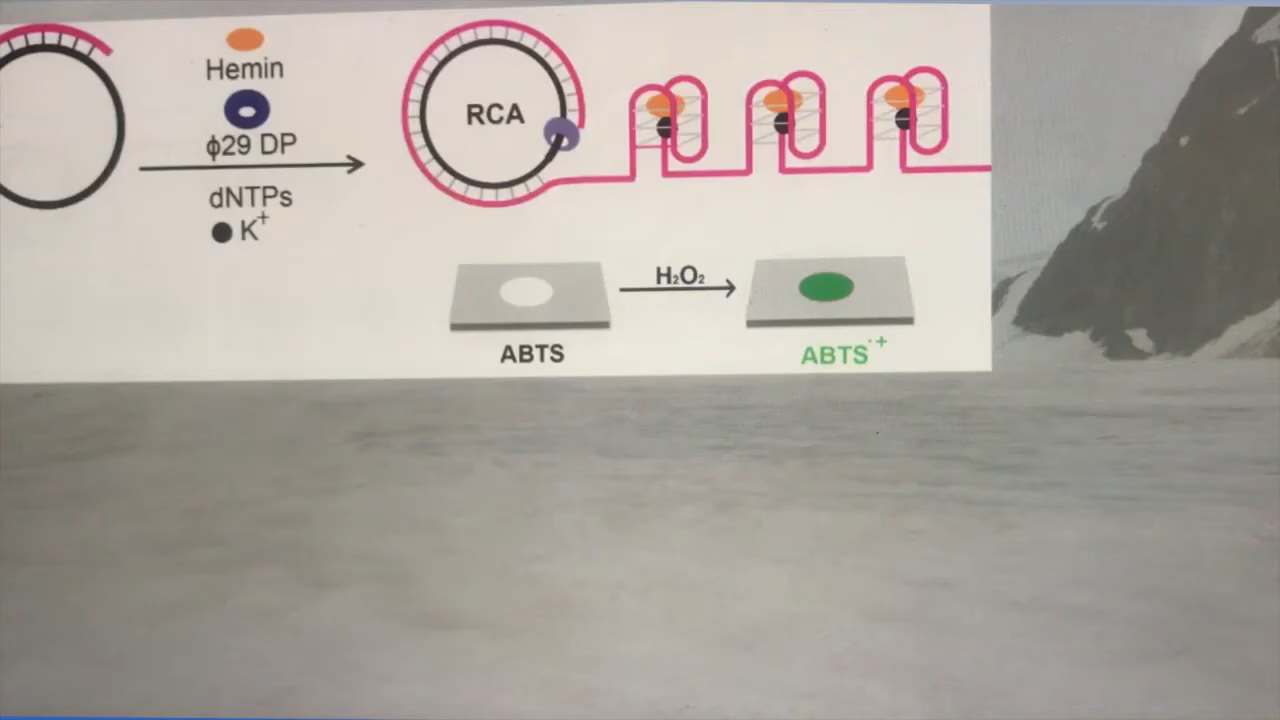 Hemin
ϕ29 DP
dNTPs
K+
RCA
H₂O₂
ABTS
ABTS·+